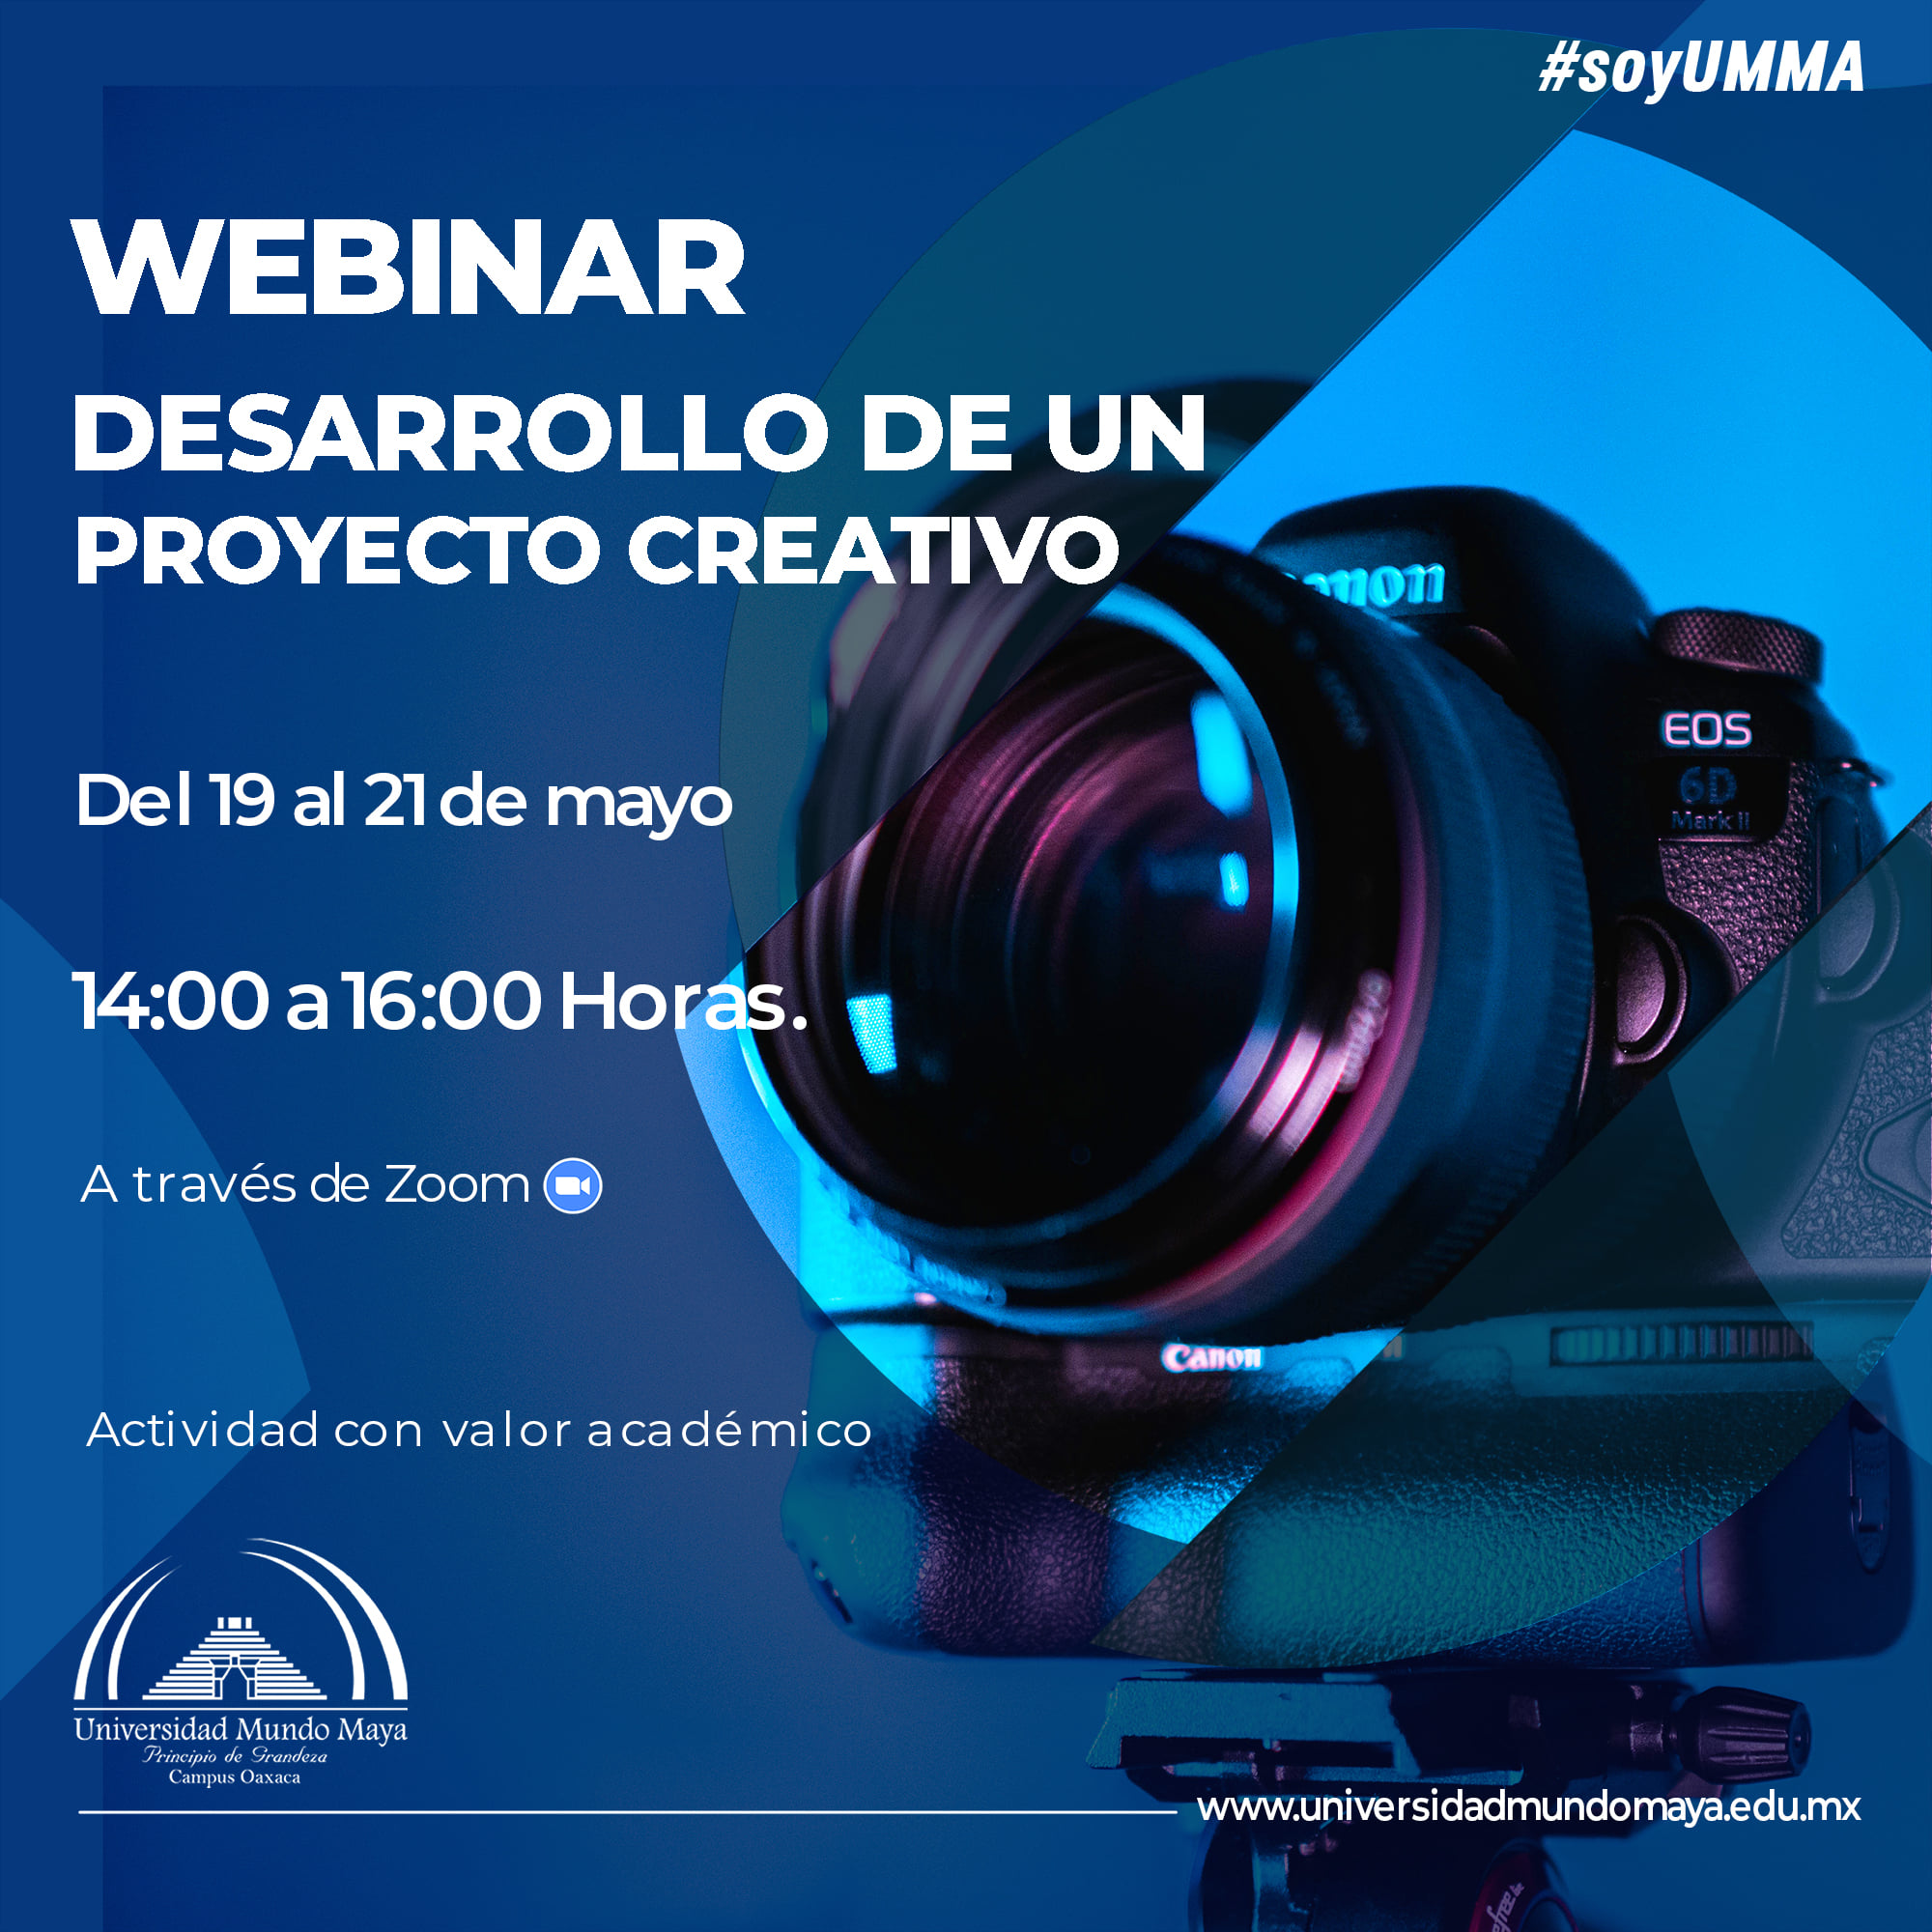 #soyUMMA
WEBINAR
DESARROLLO DE UN
PROYECTO CREATIVO
non
EOS
6D
Mark II
Del 19 al 21 de mayo
14:00 a 16:00 Horas.
A través de Zoom
Canon
Actividad con valor académico
Universidad Mundo Maya
Principio de Grandeza
Campus Oaxaca
www.universidadmundomaya.edu.mx